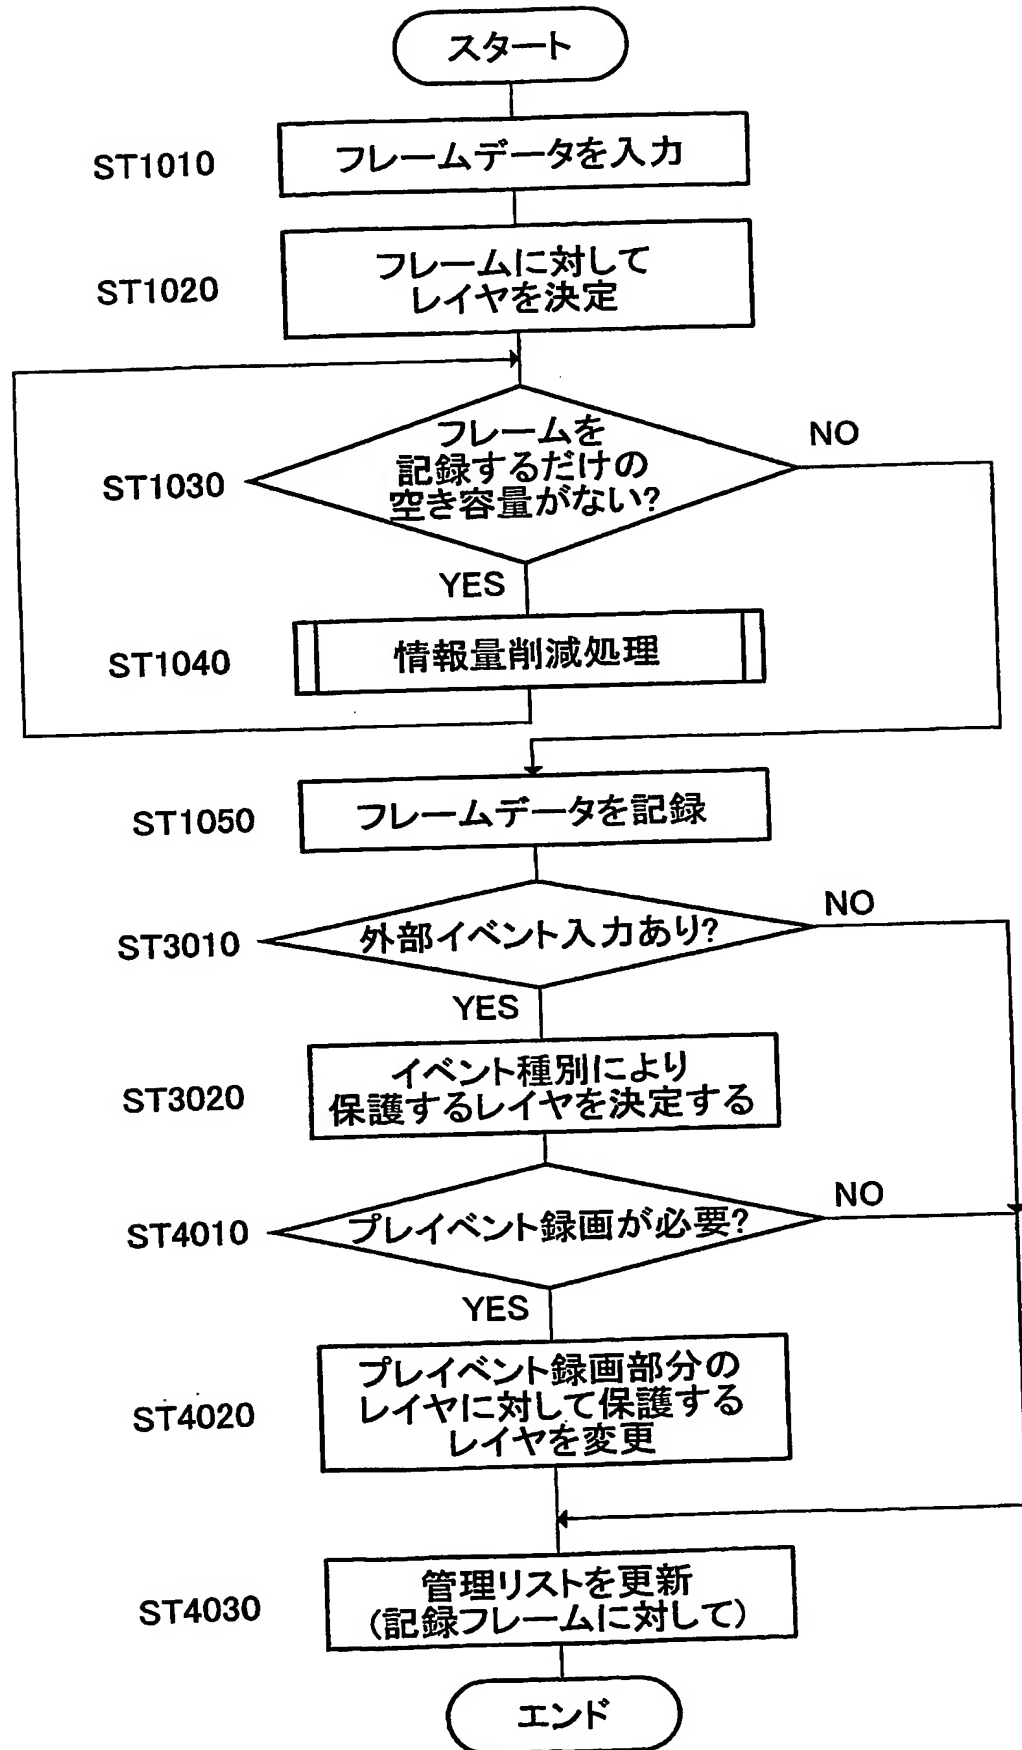 スタート
ST1010
フレームデータを入力
ST1020
フレームに対して
レイヤを決定
ST1030
フレームを
記録するだけの
空き容量がない?
NO
YES
ST1040
情報量削減処理
ST1050
フレームデータを記録
ST3010
外部イベント入力あり?
NO
YES
ST3020
イベント種別により
保護するレイヤを決定する
ST4010
プレイベント録画が必要?
NO
YES
ST4020
プレイベント録画部分の
レイヤに対して保護する
レイヤを変更
ST4030
管理リストを更新
(記録フレームに対して)
エンド